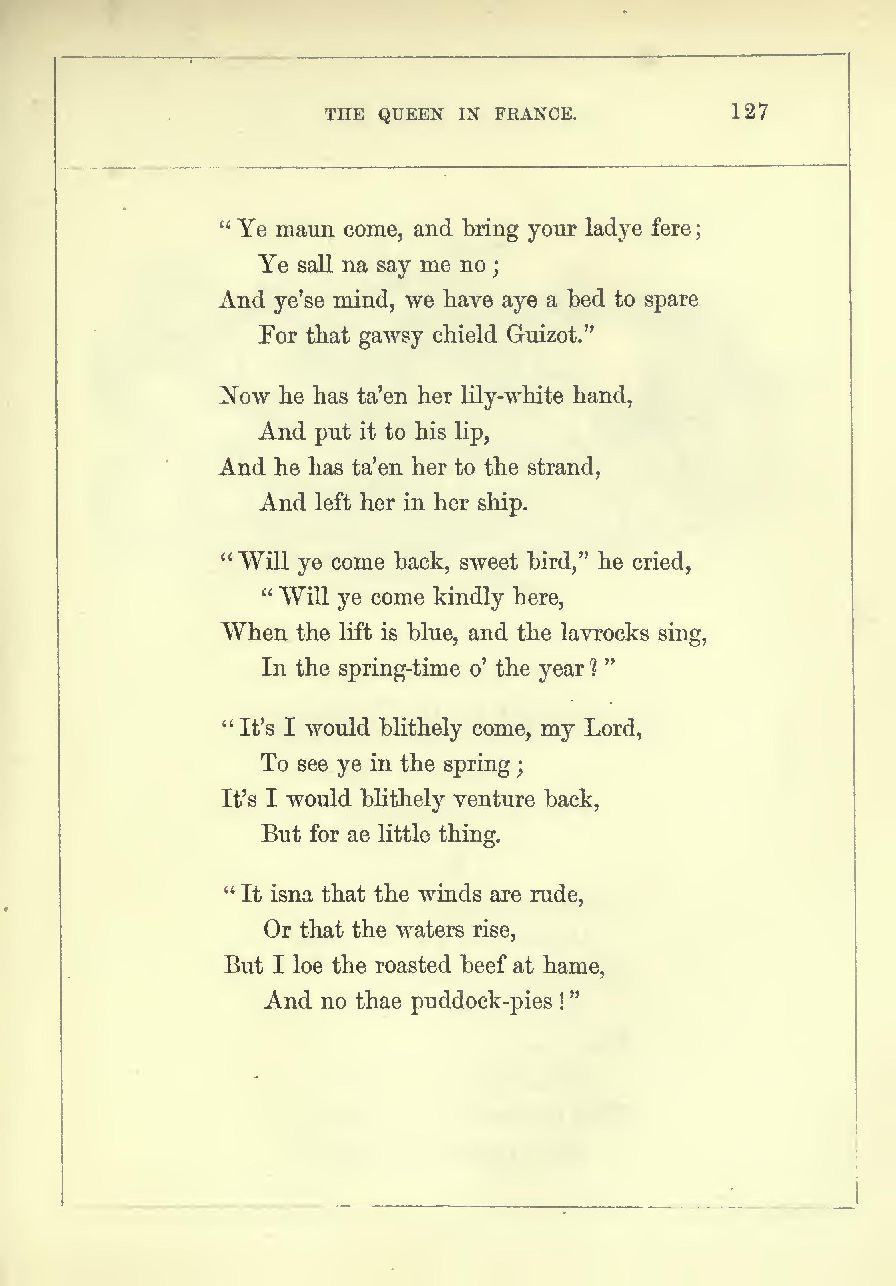 THE QUEEN IN FRANCE. 127
“Ye maun come, and bring your ladye fere;
Ye sall na say me no;
And ye’se mind, we have aye a bed to spare
For that gawsy chield Guizot.”
Now he has ta’en her lily-white hand,
And put it to his lip,
And he has ta’en her to the strand,
And left her in her ship.
“Will ye come back, sweet bird,” he cried,
“Will ye come kindly here,
When the lift is blue, and the lavrocks sing,
In the spring-time o’ the year?”
“It’s I would blithely come, my Lord,
To see ye in the spring;
It’s I would blithely venture back,
But for ae little thing.
“It isna that the winds are rude,
Or that the waters rise,
But I loe the roasted beef at hame,
And no thae puddock-pies!”